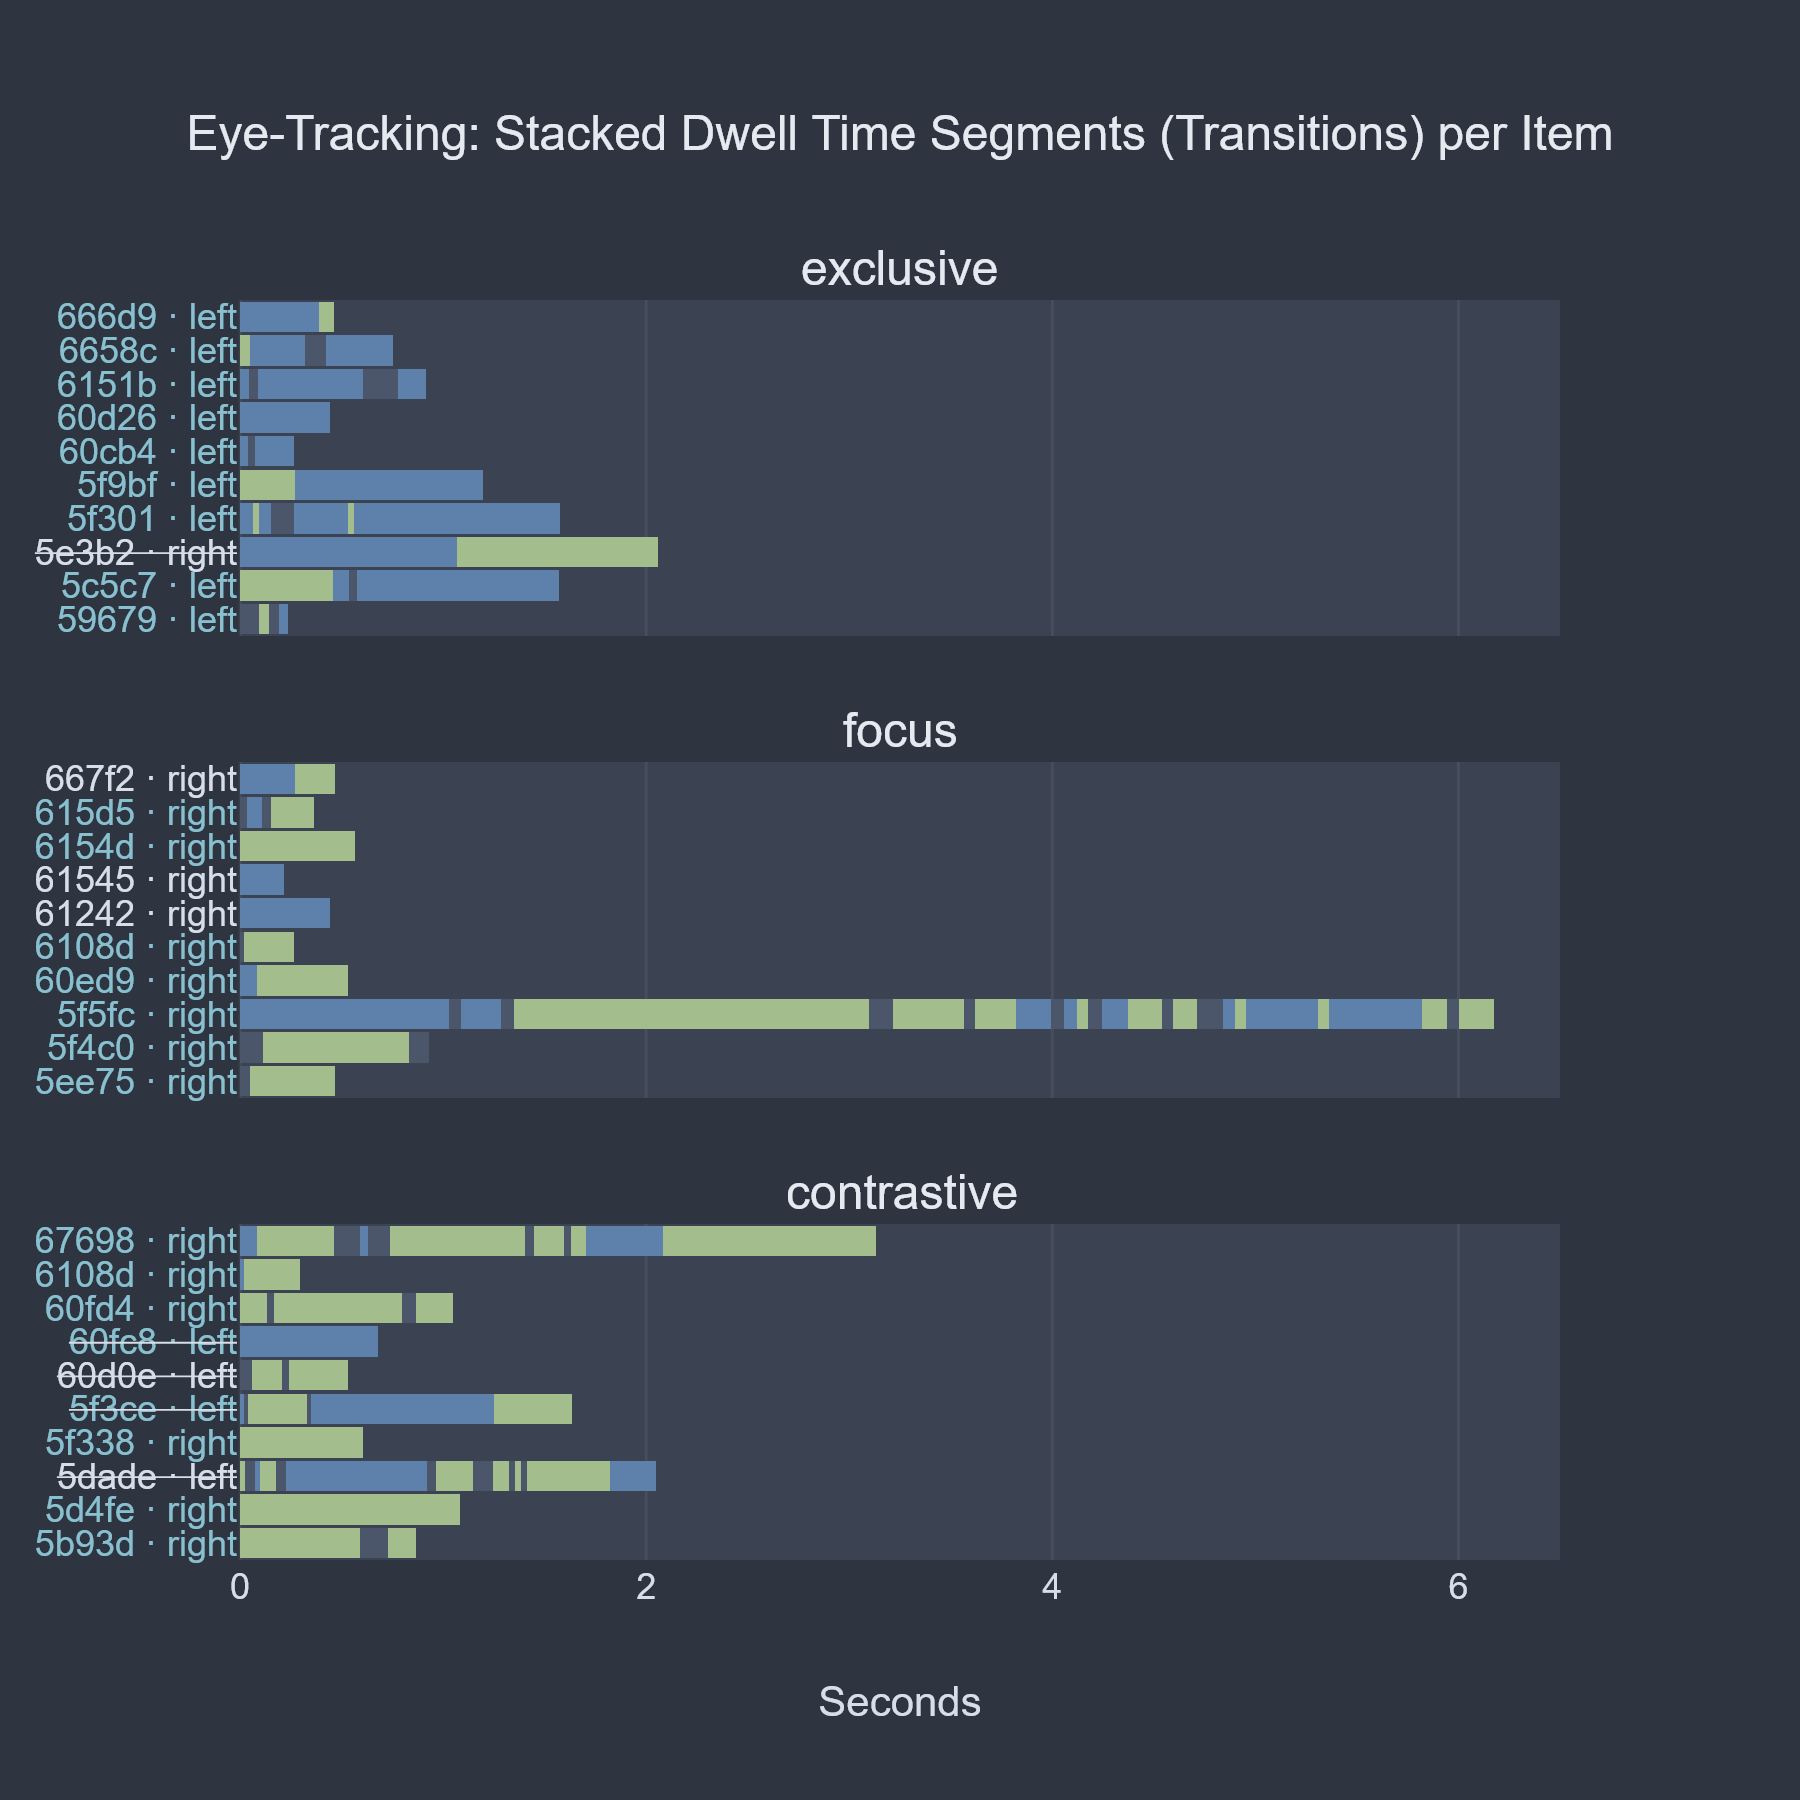 Eye-Tracking: Stacked Dwell Time Segments (Transitions) per Item
exclusive
666d9 · left
6658c · left
6151b · left
60d26 · left
60cb4 · left
5f9bf · left
5f301 · left
5e3b2 · right
5c5c7 · left
59679 · left
focus
667f2 · right
615d5 · right
6154d · right
61545 · right
61242 · right
6108d · right
60ed9 · right
5f5fc · right
5f4c0 · right
5ee75 · right
contrastive
67698 · right
6108d · right
60fd4 · right
60fc8 · left
60d0e · left
5f3ce · left
5f338 · right
5dade · left
5d4fe · right
5b93d · right
0 2 4 6
Seconds